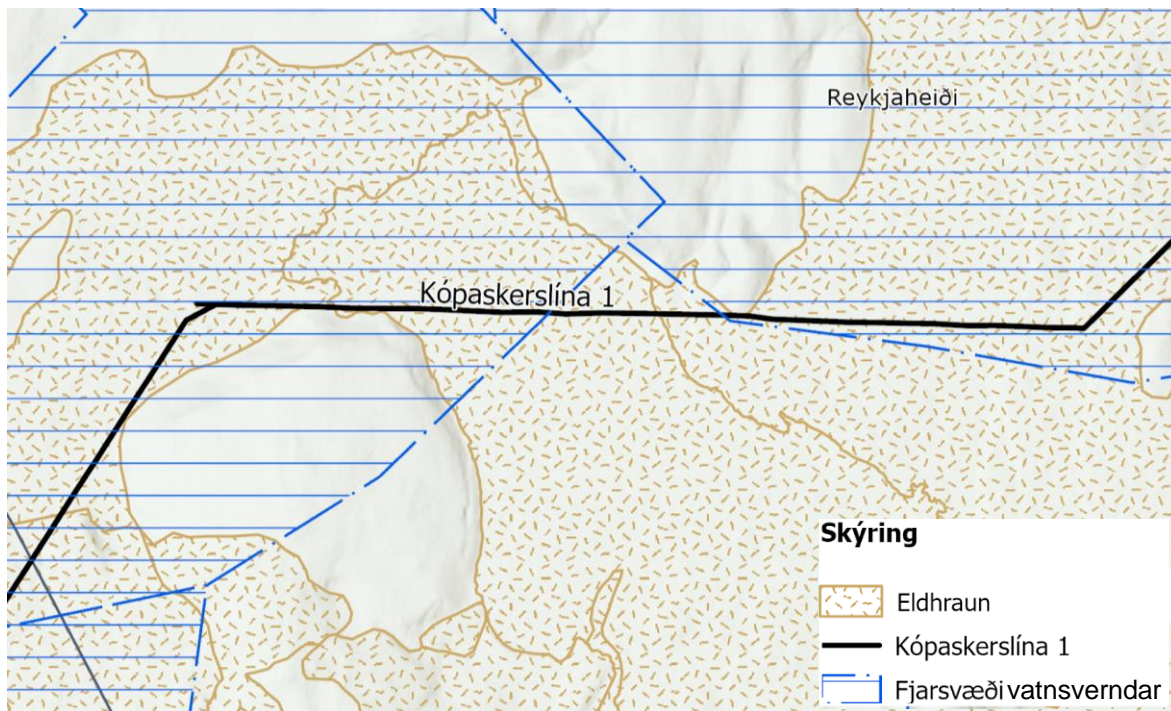 Reykjaheiði
Kópaskerslína 1
Skýring
Eldhraun
Kópaskerslína 1
Fjarsvæði vatnsverndar